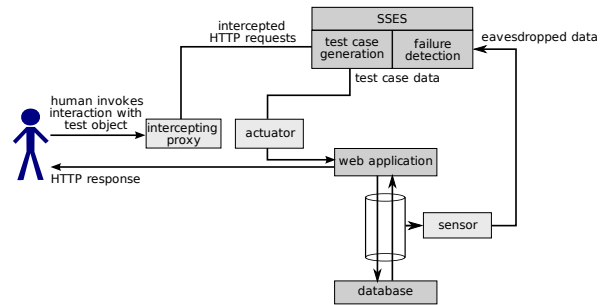 SSES
intercepted
HTTP requests
test case
generation
failure
detection
eavesdropped data
test case data
human invokes
interaction with
test object
intercepting
proxy
actuator
web application
HTTP response
sensor
database